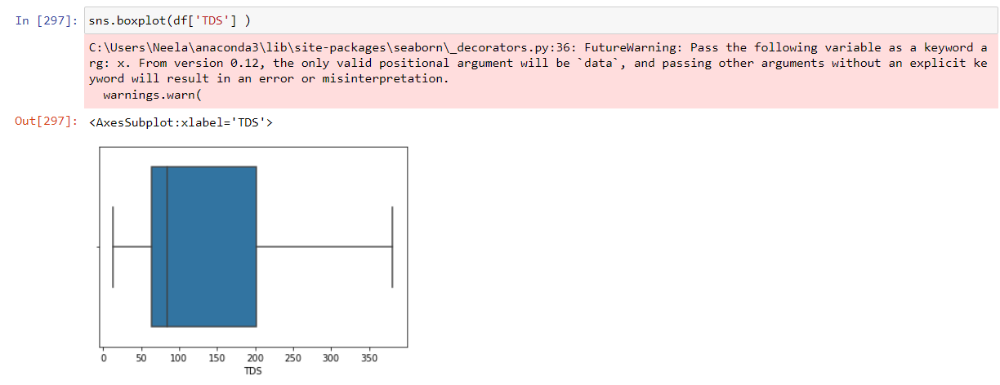 In [297]: sns.boxplot(df['TDS'] )
C:\Users\Neela\anaconda3\lib\site-packages\seaborn\_decorators.py:36: FutureWarning: Pass the following variable as a keyword a
rg: x. From version 0.12, the only valid positional argument will be `data`, and passing other arguments without an explicit ke
yword will result in an error or misinterpretation.
  warnings.warn(
Out[297]: <AxesSubplot:xlabel='TDS'>
0 50 100 150 200 250 300 350
TDS